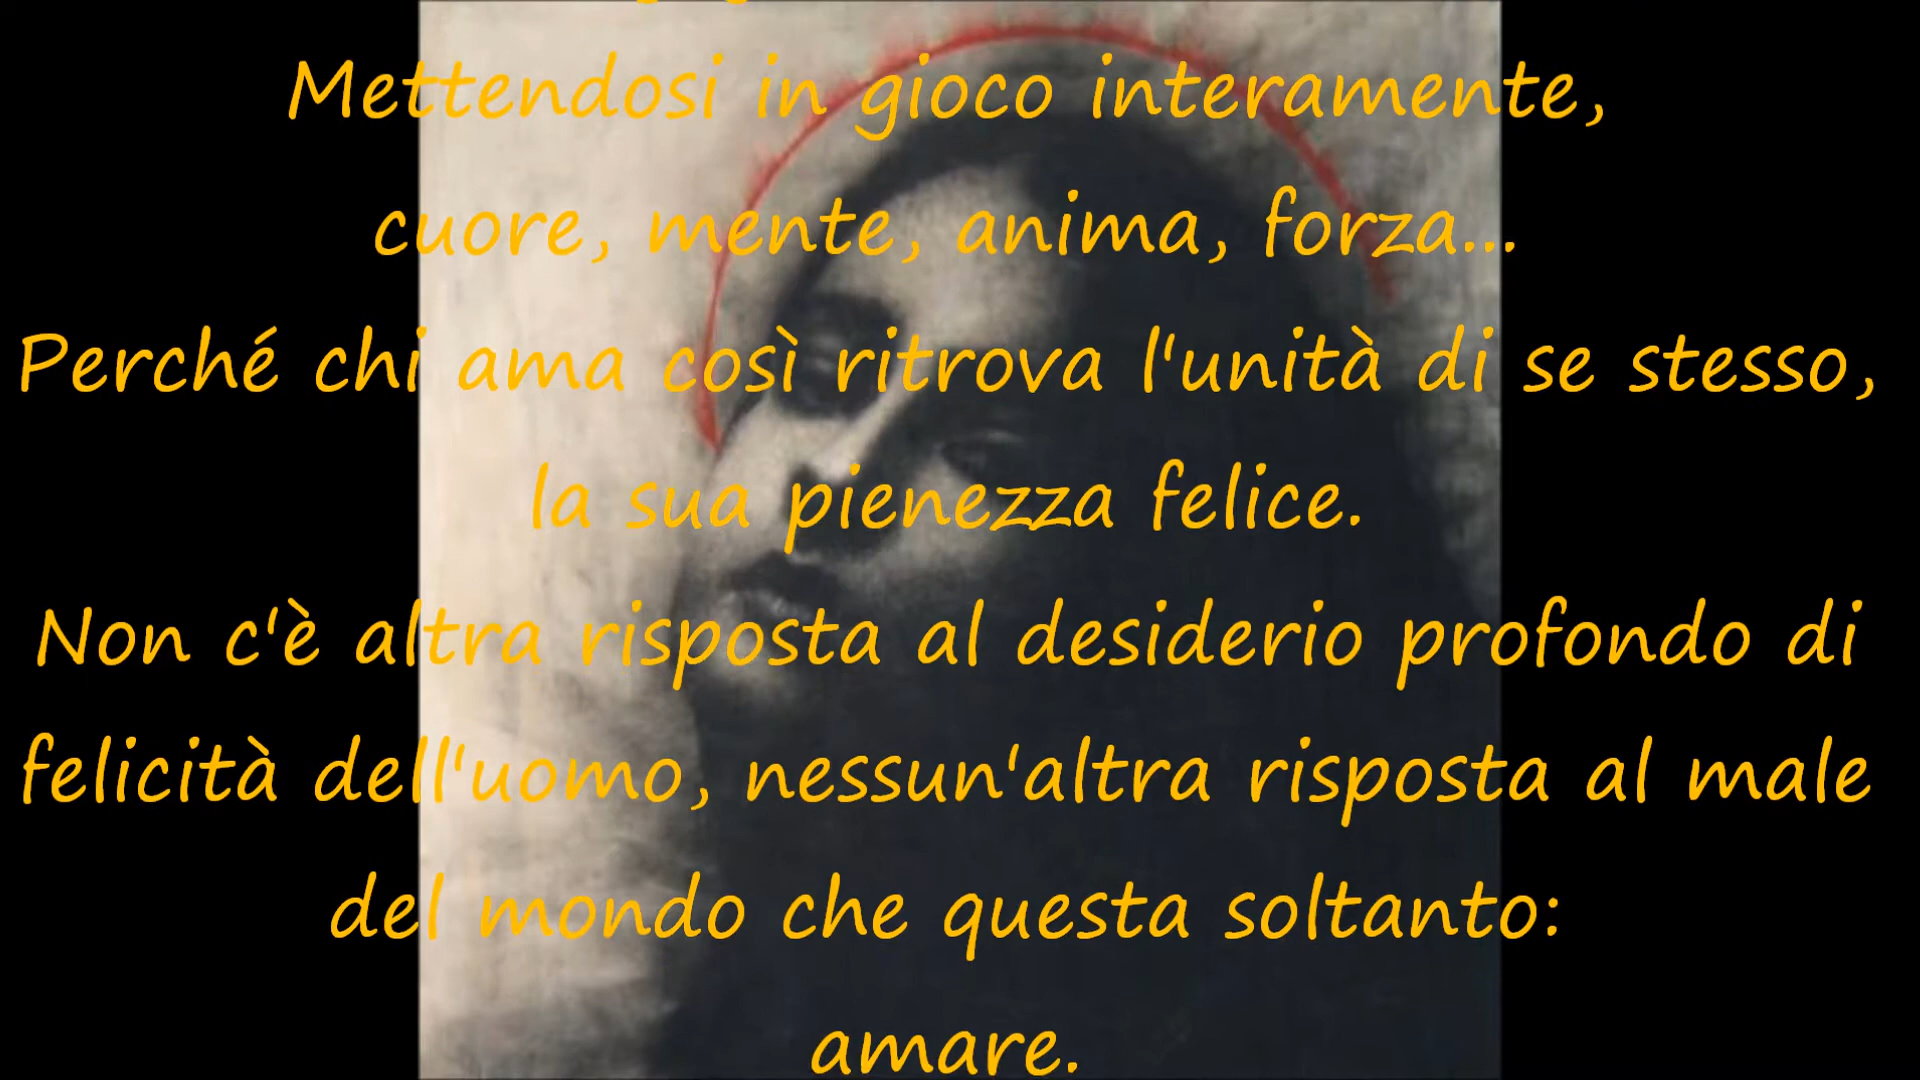 Mettendosi in gioco interamente,
cuore, mente, anima, forza...
Perché chi ama così ritrova l'unità di se stesso,
la sua pienezza felice.
Non c'è altra risposta al desiderio profondo di
felicità dell'uomo, nessun'altra risposta al male
del mondo che questa soltanto:
amare.